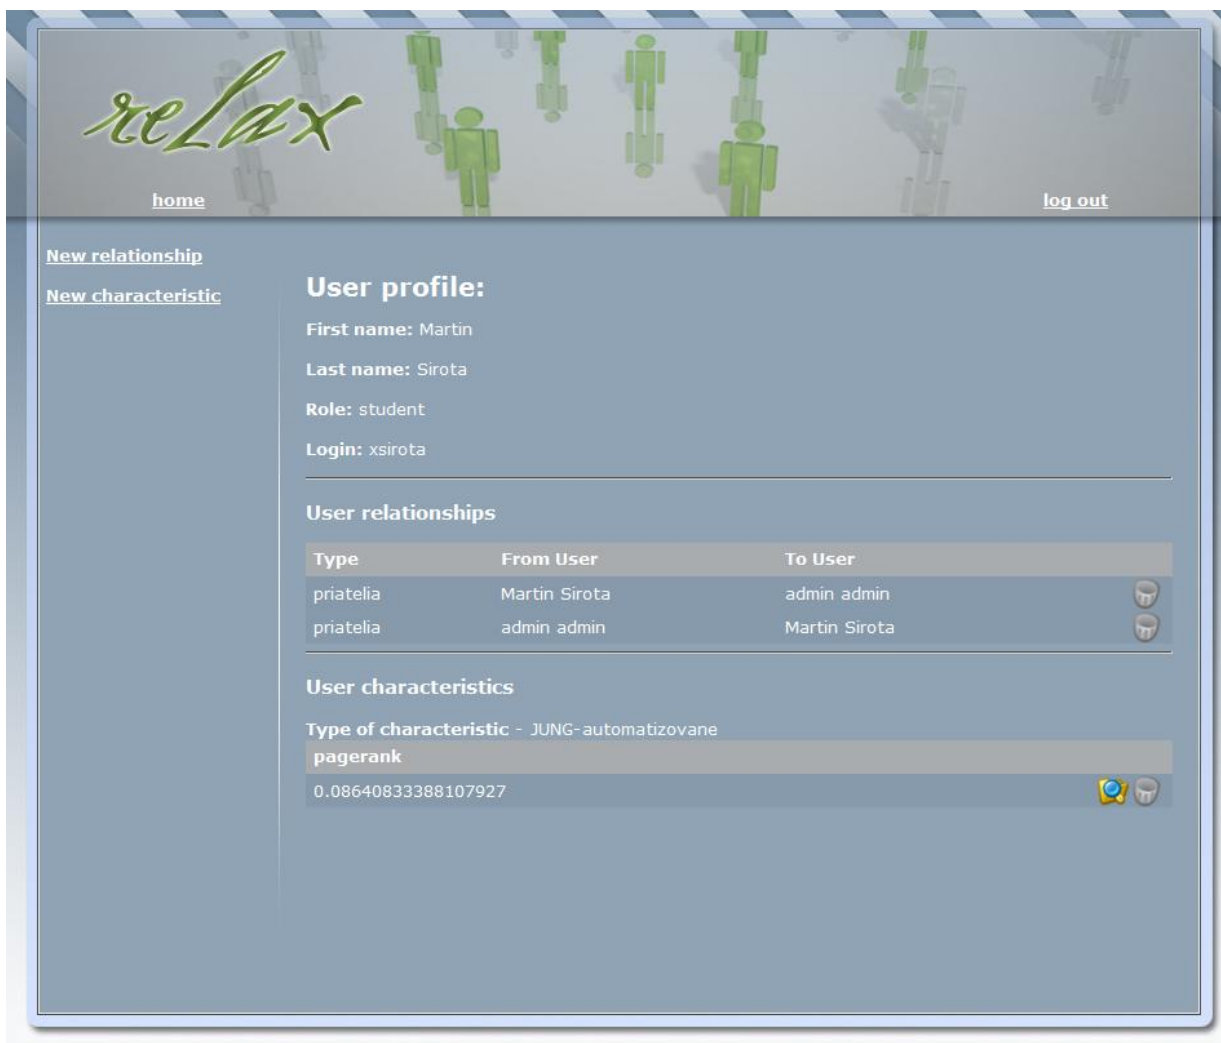 relax
home log out
New relationship
New characteristic
User profile:
First name: Martin
Last name: Sirota
Role: student
Login: xsirota
User relationships
Type From User To User
priatelia Martin Sirota admin admin
priatelia admin admin Martin Sirota
User characteristics
Type of characteristic - JUNG-automatizovane
pagerank
0.08640833388107927